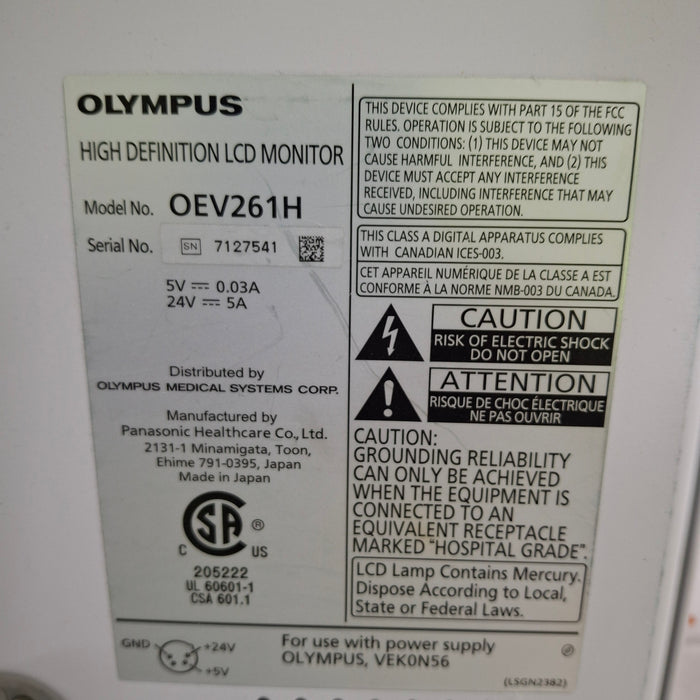 OLYMPUS
HIGH DEFINITION LCD MONITOR
Model No. OEV261H
Serial No. SN 7127541
5V ⎓ 0.03A
24V ⎓ 5A
Distributed by
OLYMPUS MEDICAL SYSTEMS CORP.
Manufactured by
Panasonic Healthcare Co., Ltd.
2131-1 Minamigata, Toon,
Ehime 791-0395, Japan
Made in Japan
CSA ®
C US
205222
UL 60601-1
CSA 601.1
THIS DEVICE COMPLIES WITH PART 15 OF THE FCC
RULES. OPERATION IS SUBJECT TO THE FOLLOWING
TWO CONDITIONS: (1) THIS DEVICE MAY NOT
CAUSE HARMFUL INTERFERENCE, AND (2) THIS
DEVICE MUST ACCEPT ANY INTERFERENCE
RECEIVED, INCLUDING INTERFERENCE THAT MAY
CAUSE UNDESIRED OPERATION.
THIS CLASS A DIGITAL APPARATUS COMPLIES
WITH CANADIAN ICES-003.
CET APPAREIL NUMÉRIQUE DE LA CLASSE A EST
CONFORME À LA NORME NMB-003 DU CANADA.
CAUTION
RISK OF ELECTRIC SHOCK
DO NOT OPEN
ATTENTION
RISQUE DE CHOC ÉLECTRIQUE
NE PAS OUVRIR
CAUTION:
GROUNDING RELIABILITY
CAN ONLY BE ACHIEVED
WHEN THE EQUIPMENT IS
CONNECTED TO AN
EQUIVALENT RECEPTACLE
MARKED "HOSPITAL GRADE".
LCD Lamp Contains Mercury.
Dispose According to Local,
State or Federal Laws.
GND +24V
+5V
For use with power supply
OLYMPUS, VEK0N56
(LSGN2382)